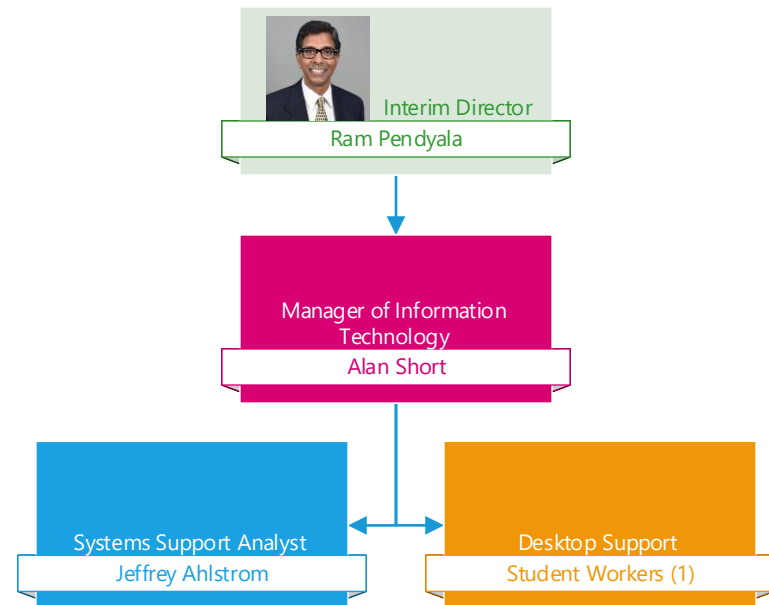 Interim Director
Ram Pendyala
Manager of Information
Technology
Alan Short
Systems Support Analyst
Jeffrey Ahlstrom
Desktop Support
Student Workers (1)